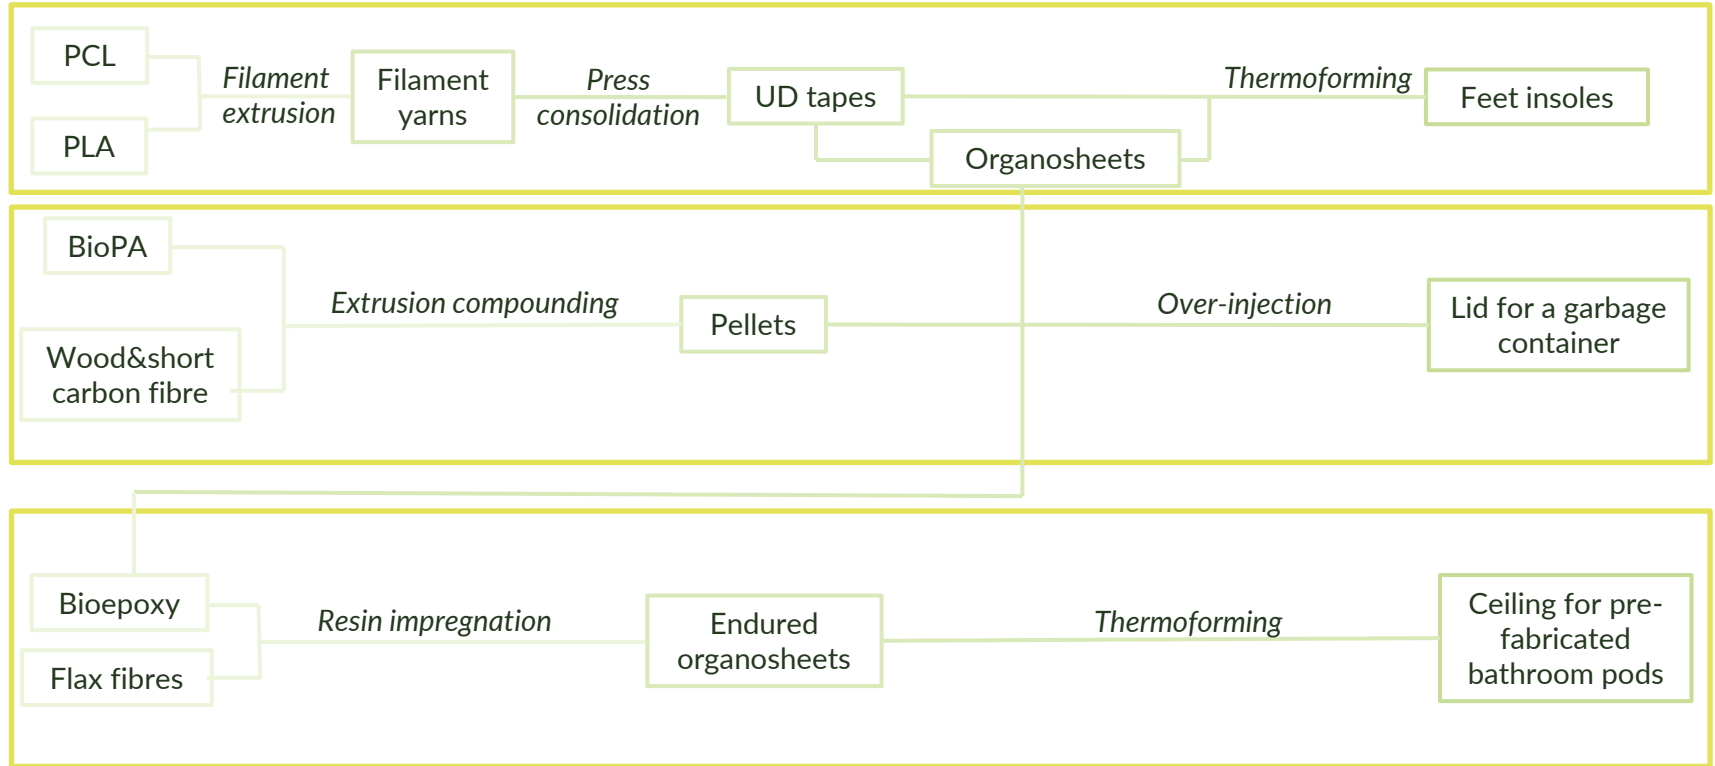 PCL
PLA
Filament
extrusion
Filament
yarns
Press
consolidation
UD tapes
Organosheets
Thermoforming
Feet insoles
BioPA
Wood&short
carbon fibre
Extrusion compounding
Pellets
Over-injection
Lid for a garbage
container
Bioepoxy
Flax fibres
Resin impregnation
Endured
organosheets
Thermoforming
Ceiling for pre-
fabricated
bathroom pods